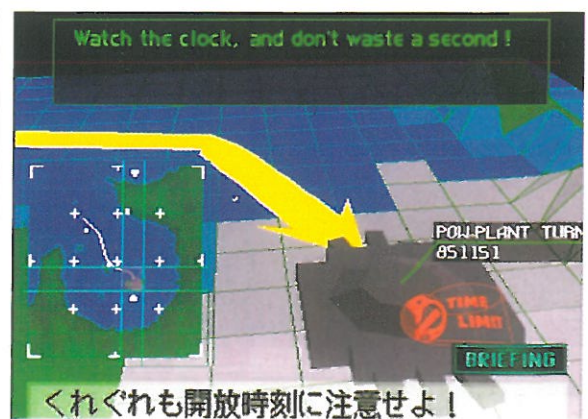 Watch the clock, and don't waste a second !
POW-PLANT TURN
851151
TIME
LIMIT
BRIEFING
くれぐれも開放時刻に注意せよ！